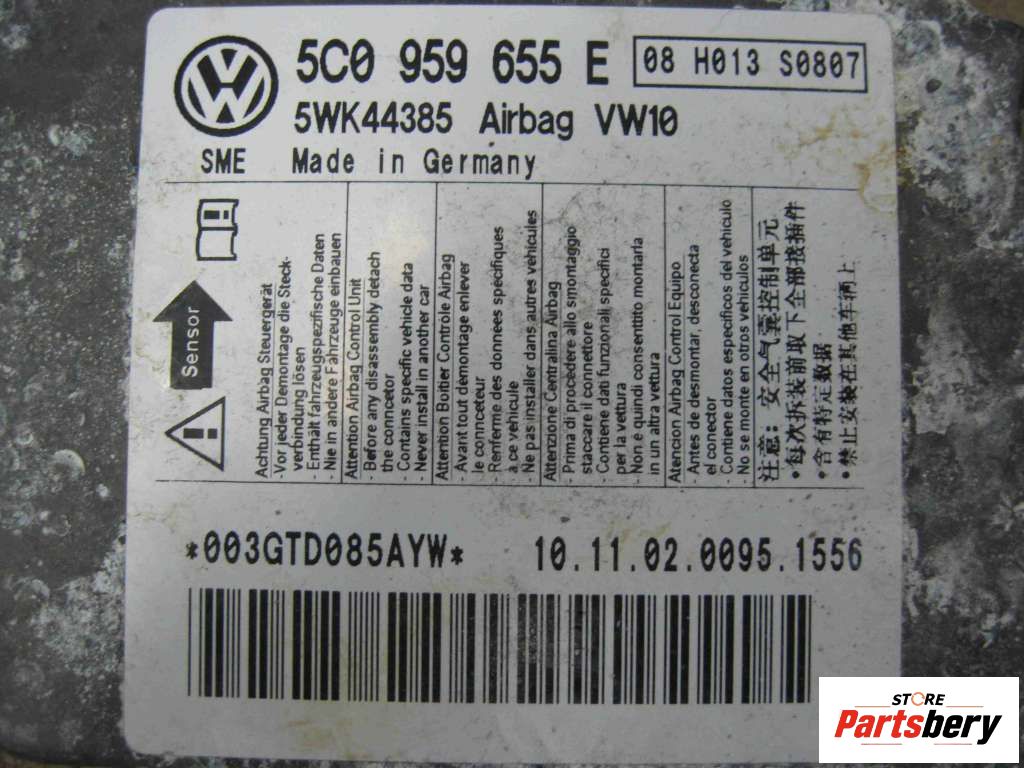 5C0 959 655 E
08 H013 S0807
5WK44385 Airbag VW10
SME Made in Germany
Sensor
Achtung Airbag Steuergerät
- Vor jeder Demontage die Steck-
verbindung lösen
- Enthält fahrzeugspezifische Daten
- Nie in andere Fahrzeuge einbauen
Attention Airbag Control Unit
- Before any disassembly detach
the conncetor
- Contains specific vehicle data
- Never install in another car
Attention Boitier Controle Airbag
- Avant tout démontage enlever
le connceteur
- Renferme des donnees spécifiques
a ce véhicule
- Ne pas installer dans autres véhicules
Attenzione Centralina Airbag
- Prima di procedere allo smontaggio
staccare il connettore
- Contiene dati funzionali specifici
per la vettura
- Non é quindi consentito montarla
in un altra vettura
Atencion Airbag Control Equipo
- Antes de desmontar, desconecta
el conector
- Contiene datos especificos del vehiculo
- No se monte en otros vehículos
注意: 安全气囊控制单元
•每次拆装前取下全部接插件
•含有特定数据
•禁止安装在其他车辆上
*003GTD085AYW* 10.11.02.0095.1556
STORE
Partsbery